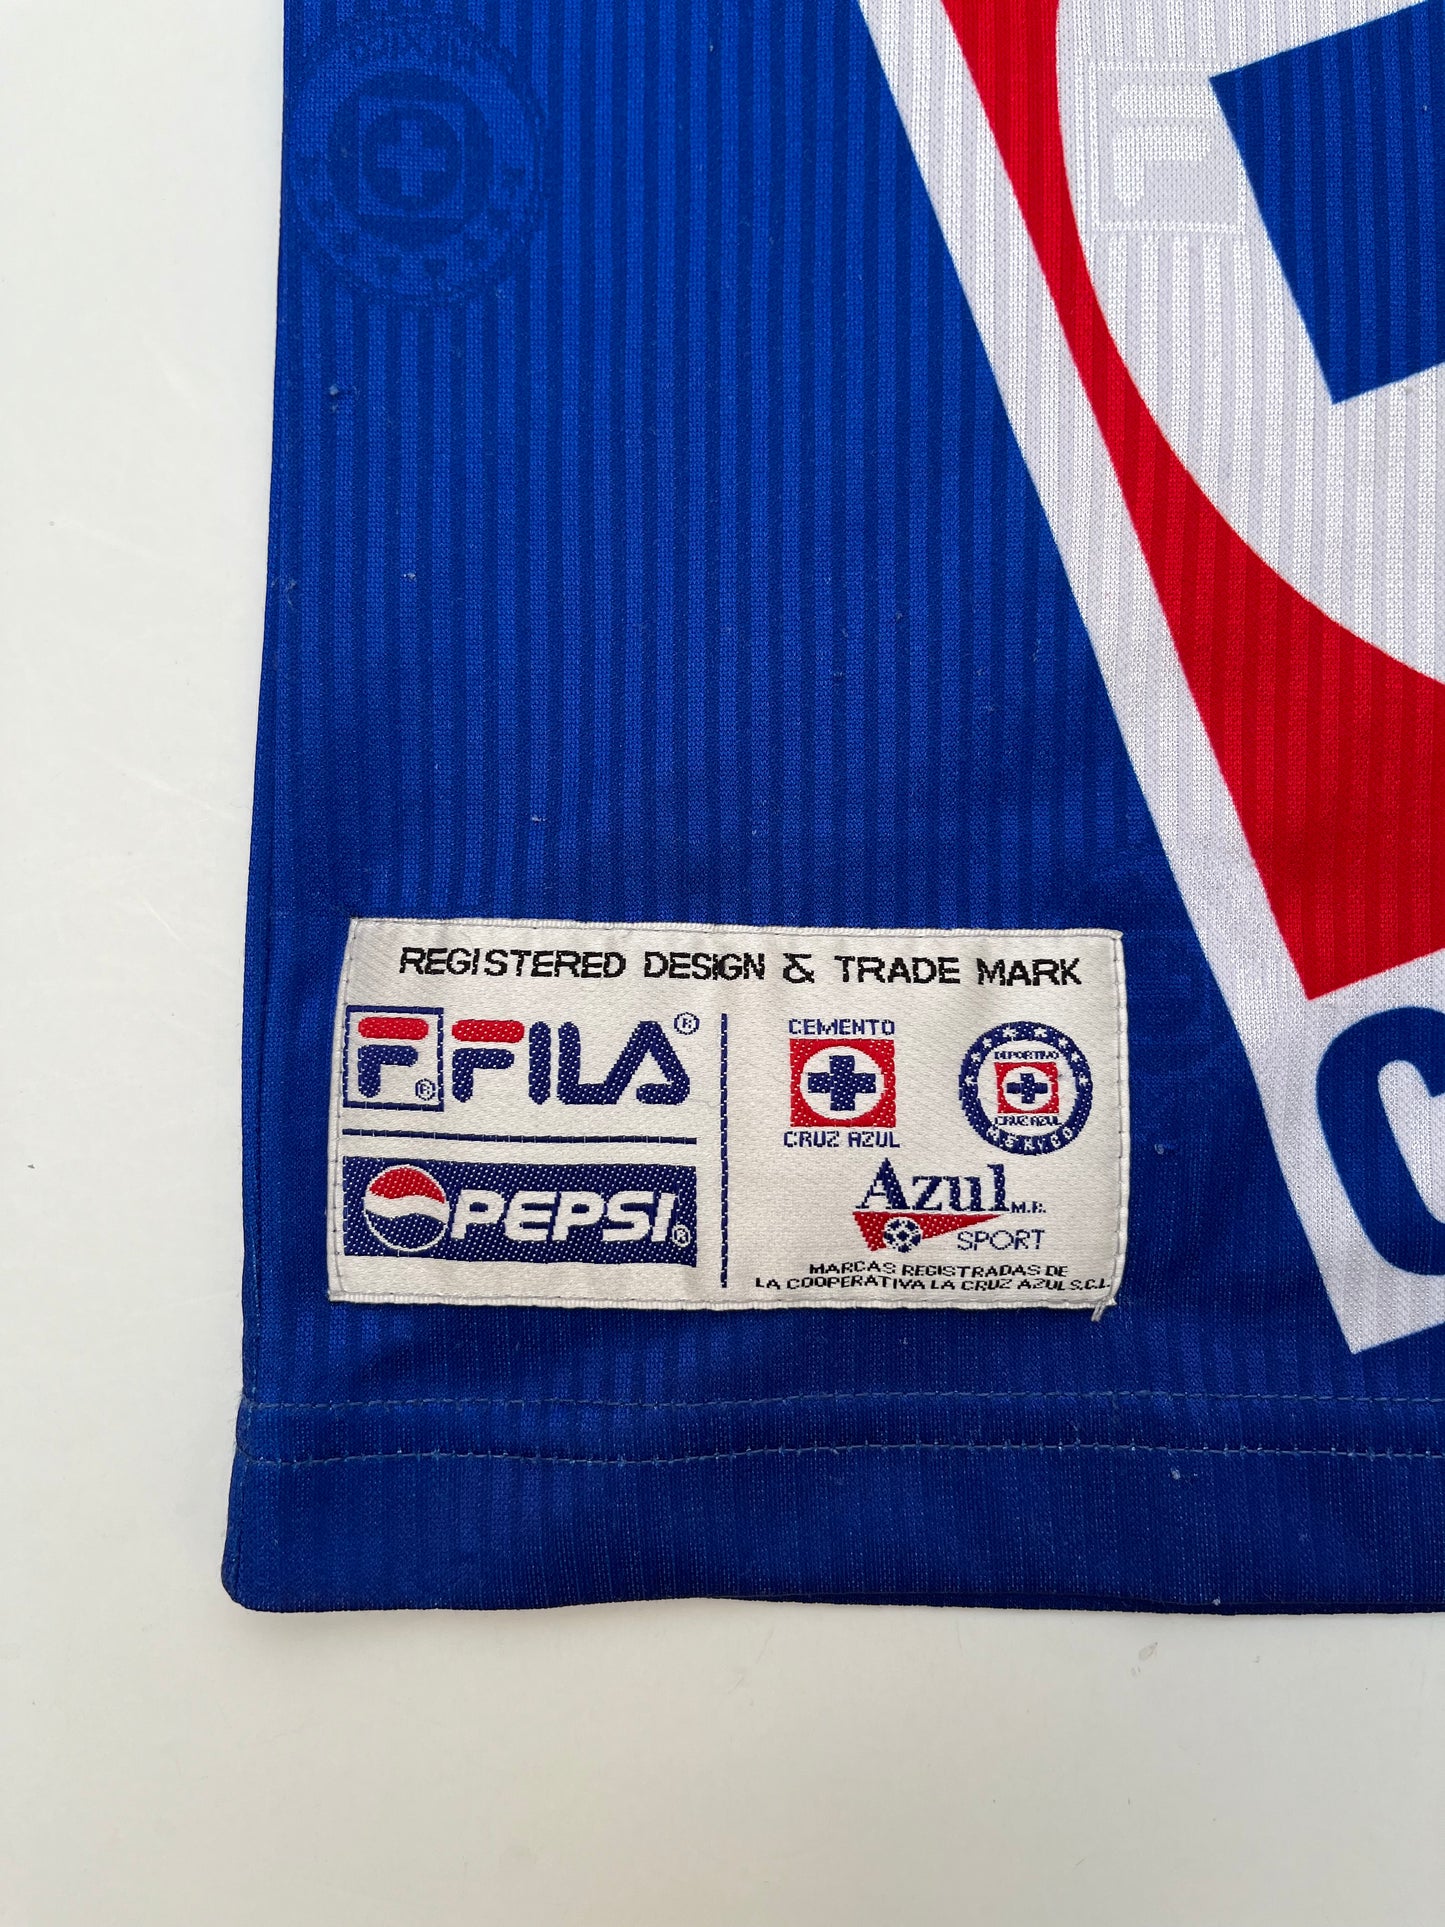 REGISTERED DESIGN & TRADE MARK
F® FILA®
PEPSI®
CEMENTO
CRUZ AZUL
DEPORTIVO
CRUZ AZUL
MEXICO
Azul M.R.
SPORT
MARCAS REGISTRADAS DE
LA COOPERATIVA LA CRUZ AZUL S.C.L.
C